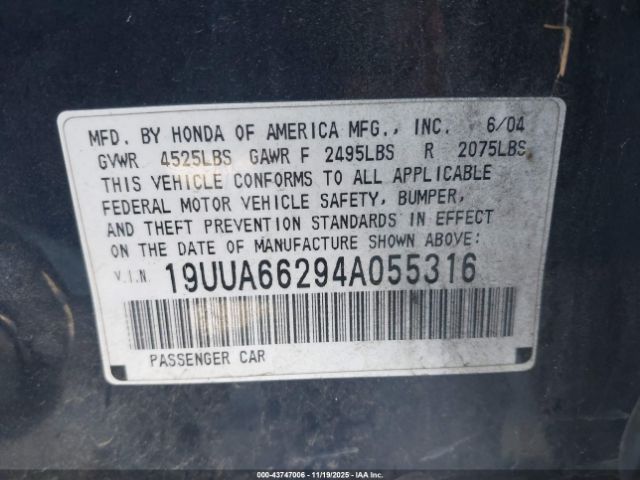 MFD. BY HONDA OF AMERICA MFG., INC. 6/04
GVWR 4525LBS GAWR F 2495LBS R 2075LBS
THIS VEHICLE CONFORMS TO ALL APPLICABLE
FEDERAL MOTOR VEHICLE SAFETY, BUMPER,
AND THEFT PREVENTION STANDARDS IN EFFECT
ON THE DATE OF MANUFACTURE SHOWN ABOVE:
V.I.N. 19UUA66294A055316
PASSENGER CAR
000-43747006 - 11/19/2025 - IAA Inc.